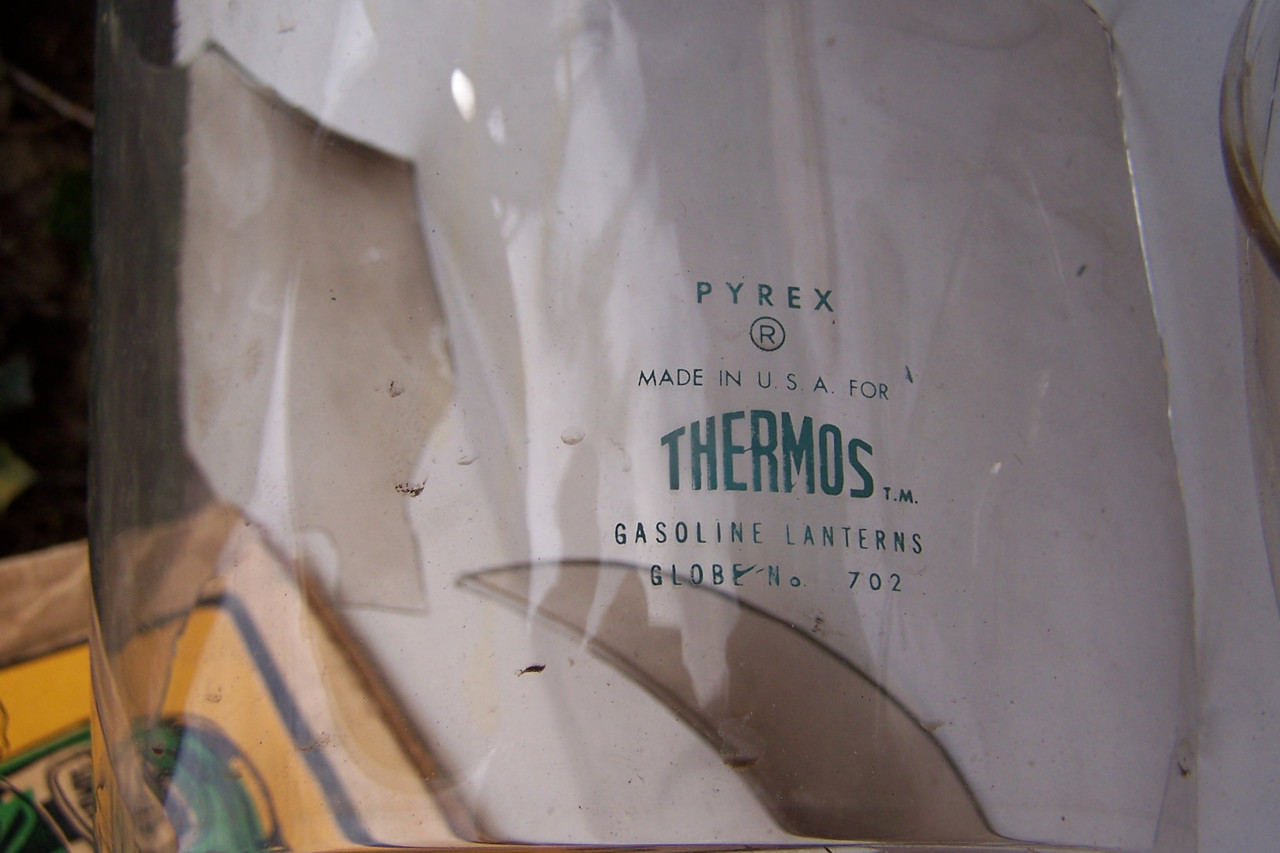 PYREX
®
MADE IN U.S.A. FOR
THERMOS T.M.
GASOLINE LANTERNS
GLOBE No. 702